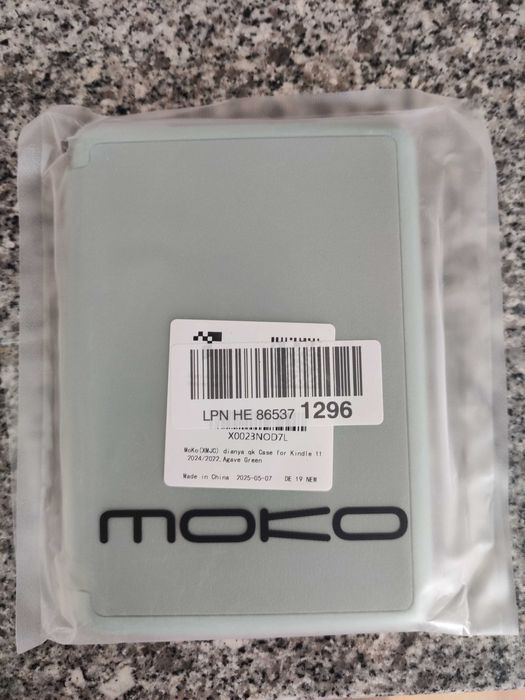 LPN HE 86537 1296
X0023NOD7L
MoKo(XMJC) dianya qk Case for Kindle 11
2024/2022,Agave Green
Made in China 2025-05-07 DE 19 NEW
moko